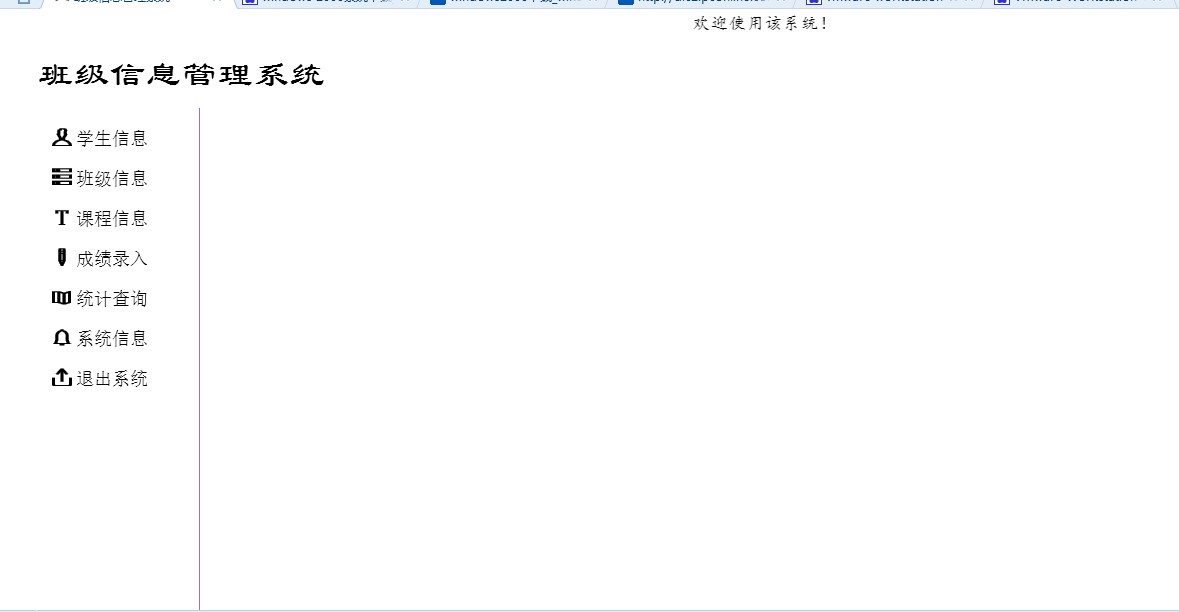 欢迎使用该系统！
班级信息管理系统
学生信息
班级信息
课程信息
成绩录入
统计查询
系统信息
退出系统